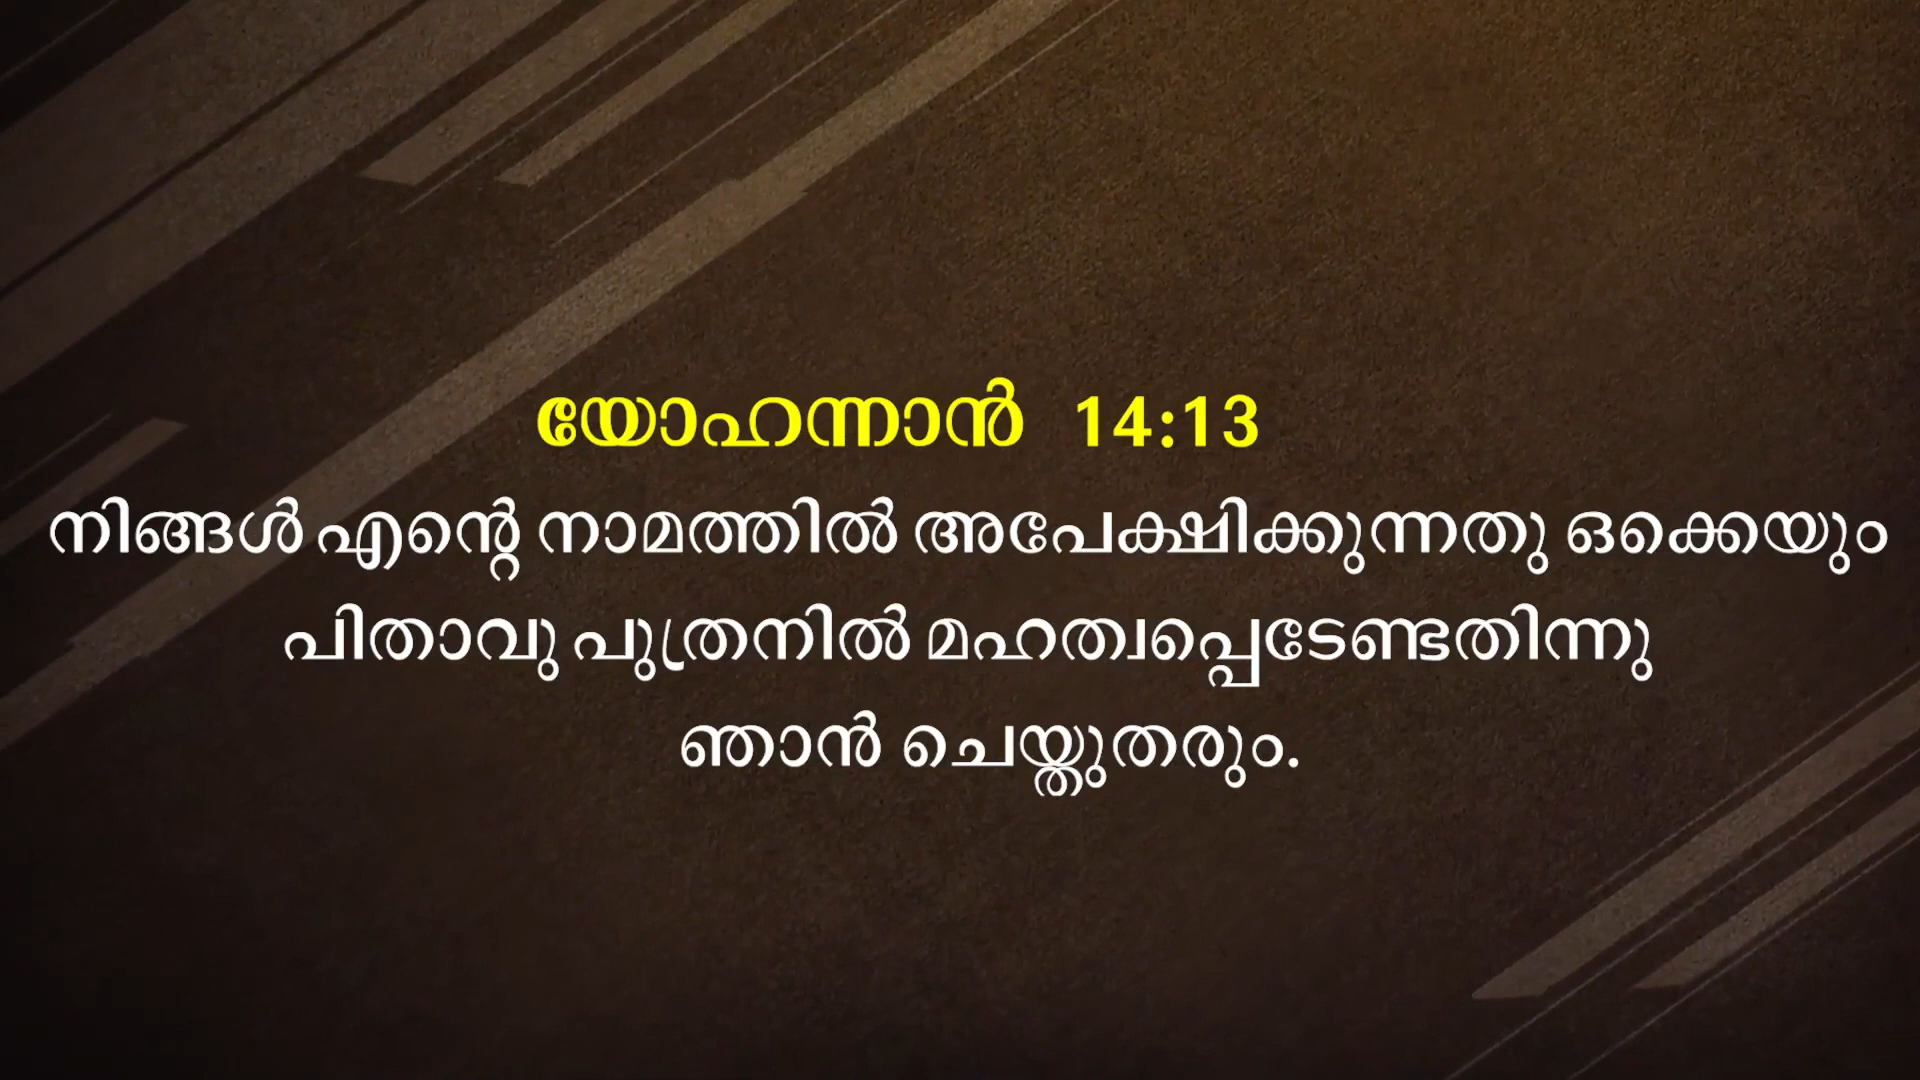 യോഹന്നാൻ 14:13
നിങ്ങൾ എന്റെ നാമത്തിൽ അപേക്ഷിക്കുന്നതു ഒക്കെയും
പിതാവു പുത്രനിൽ മഹത്വപ്പെടേണ്ടതിന്നു
ഞാൻ ചെയ്തുതരും.